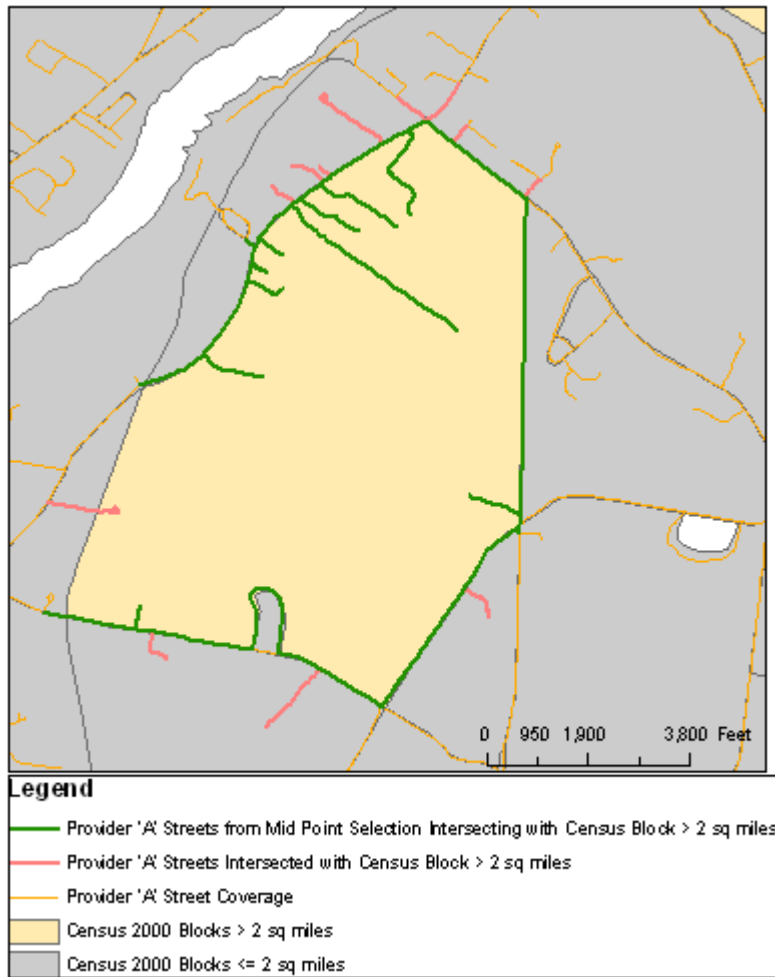 0 950 1,900 3,800 Feet
Legend
Provider 'A' Streets from Mid Point Selection Intersecting with Census Block > 2 sq miles
Provider 'A' Streets Intersected with Census Block > 2 sq miles
Provider 'A' Street Coverage
Census 2000 Blocks > 2 sq miles
Census 2000 Blocks <= 2 sq miles